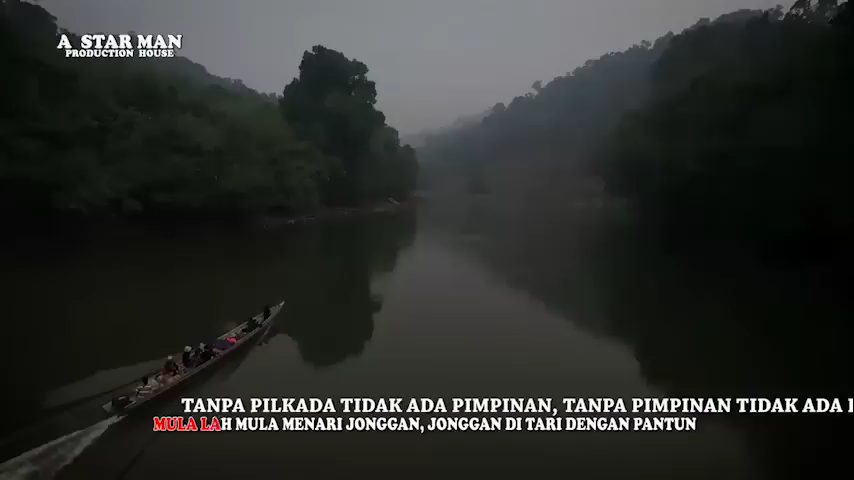 A STAR MAN
PRODUCTION HOUSE
TANPA PILKADA TIDAK ADA PIMPINAN, TANPA PIMPINAN TIDAK ADA
MULA LAH MULA MENARI JONGGAN, JONGGAN DI TARI DENGAN PANTUN